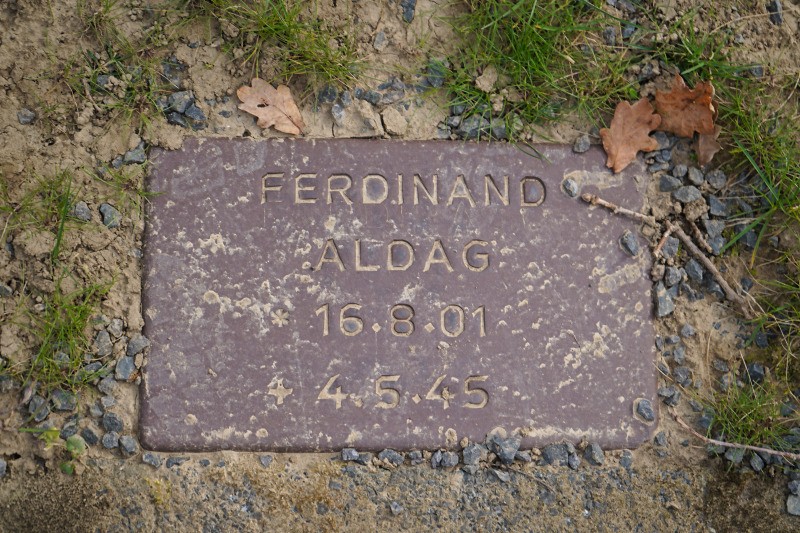 FERDINAND
ALDAG
* 16.8.01
+ 4.5.45